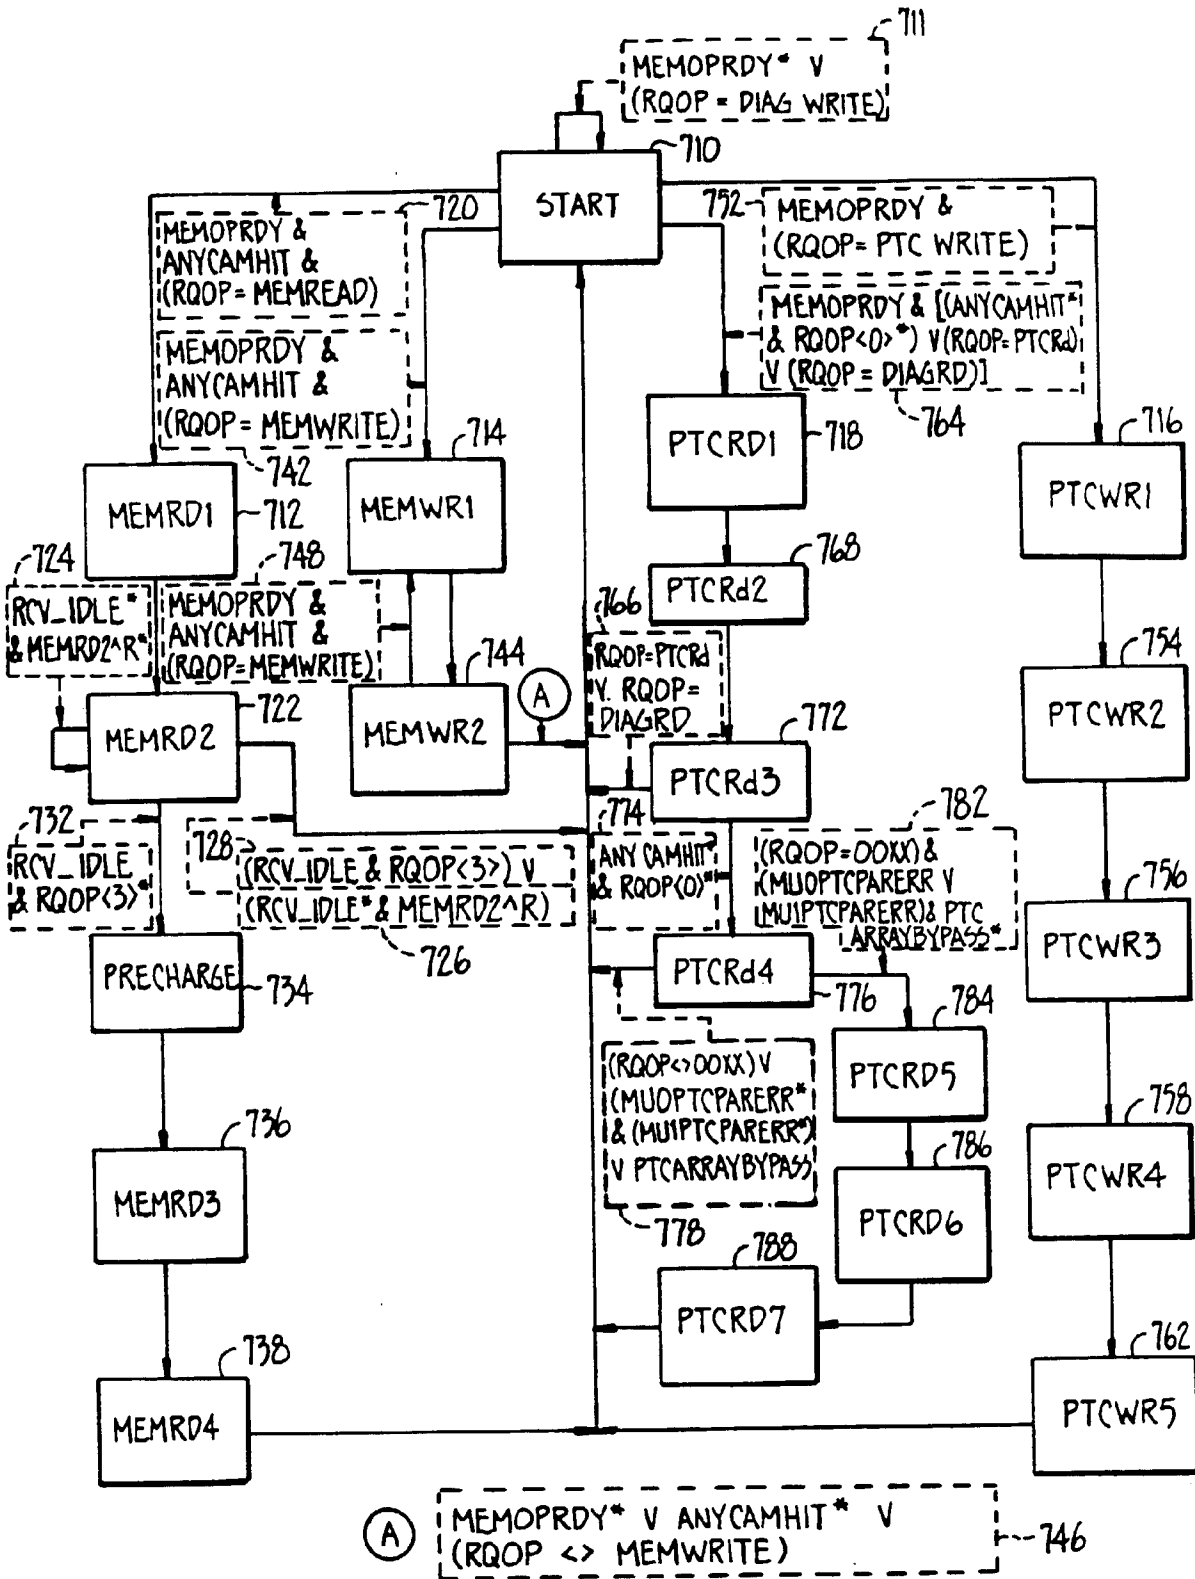 711
MEMOPRDY* V
(RQOP = DIAG WRITE)
710
START
720
MEMOPRDY &
ANYCAMHIT &
(RQOP= MEMREAD)
752
MEMOPRDY &
(RQOP= PTC WRITE)
MEMOPRDY &
ANYCAMHIT &
(RQOP= MEMWRITE)
742
MEMOPRDY & [(ANYCAMHIT*
& RQOP<0>*) V (RQOP=PTCRd)
V (RQOP = DIAGRD)]
764
714
718
716
MEMRD1
712
MEMWR1
PTCRD1
PTCWR1
724
RCV_IDLE*
& MEMRD2^R*
748
MEMOPRDY &
ANYCAMHIT &
(RQOP=MEMWRITE)
768
PTCRd2
766
RQOP=PTCRd
V. RQOP=
DIAGRD
754
PTCWR2
722
MEMRD2
744
MEMWR2
A
772
PTCRd3
732
RCV_IDLE
& RQOP<3>*
728
(RCV_IDLE & RQOP<3>) V
(RCV_IDLE* & MEMRD2^R)
726
774
ANY CAMHIT*
& RQOP<0>*
782
(RQOP=00XX) &
(MU0PTCPARERR V
MU1PTCPARERR) & PTC
ARRAYBYPASS*
756
PTCWR3
PRECHARGE
734
PTCRd4
776
784
PTCRD5
(RQOP<>00XX) V
(MU0PTCPARERR*
& (MU1PTCPARERR*)
V PTCARRAYBYPASS
778
758
PTCWR4
736
MEMRD3
786
PTCRD6
788
PTCRD7
738
MEMRD4
762
PTCWR5
A
MEMOPRDY* V ANYCAMHIT* V
(RQOP <> MEMWRITE)
746